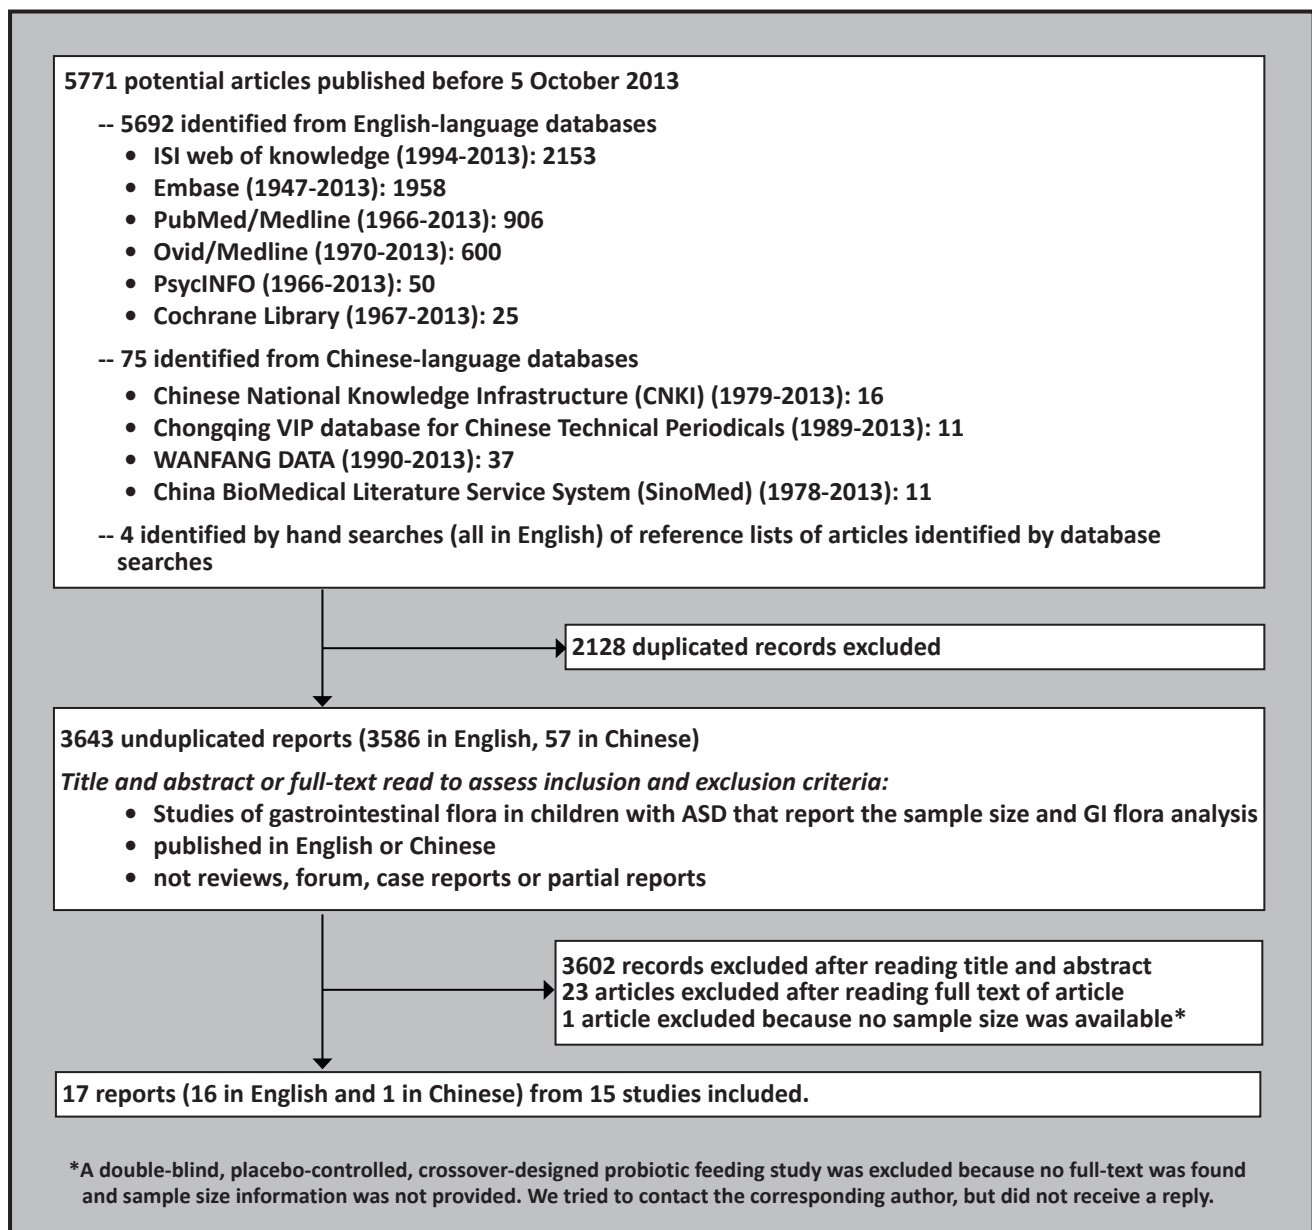 5771 potential articles published before 5 October 2013
-- 5692 identified from English-language databases
• ISI web of knowledge (1994-2013): 2153
• Embase (1947-2013): 1958
• PubMed/Medline (1966-2013): 906
• Ovid/Medline (1970-2013): 600
• PsycINFO (1966-2013): 50
• Cochrane Library (1967-2013): 25
-- 75 identified from Chinese-language databases
• Chinese National Knowledge Infrastructure (CNKI) (1979-2013): 16
• Chongqing VIP database for Chinese Technical Periodicals (1989-2013): 11
• WANFANG DATA (1990-2013): 37
• China BioMedical Literature Service System (SinoMed) (1978-2013): 11
-- 4 identified by hand searches (all in English) of reference lists of articles identified by database
searches
2128 duplicated records excluded
3643 unduplicated reports (3586 in English, 57 in Chinese)
Title and abstract or full-text read to assess inclusion and exclusion criteria:
• Studies of gastrointestinal flora in children with ASD that report the sample size and GI flora analysis
• published in English or Chinese
• not reviews, forum, case reports or partial reports
3602 records excluded after reading title and abstract
23 articles excluded after reading full text of article
1 article excluded because no sample size was available*
17 reports (16 in English and 1 in Chinese) from 15 studies included.
*A double-blind, placebo-controlled, crossover-designed probiotic feeding study was excluded because no full-text was found
and sample size information was not provided. We tried to contact the corresponding author, but did not receive a reply.